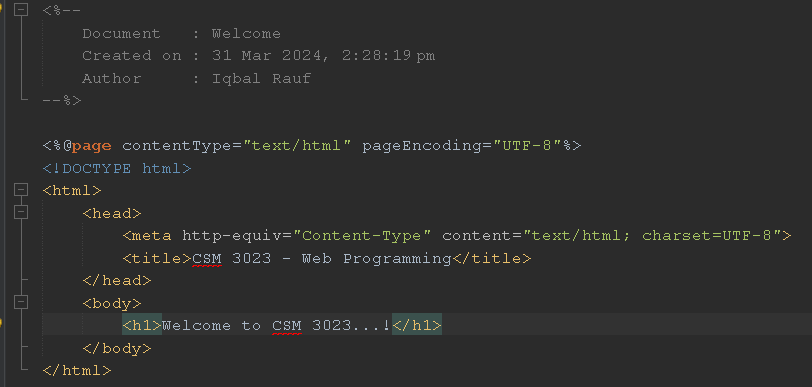 <%--
    Document   : Welcome
    Created on : 31 Mar 2024, 2:28:19 pm
    Author     : Iqbal Rauf
--%>

<%@page contentType="text/html" pageEncoding="UTF-8"%>
<!DOCTYPE html>
<html>
    <head>
        <meta http-equiv="Content-Type" content="text/html; charset=UTF-8">
        <title>CSM 3023 - Web Programming</title>
    </head>
    <body>
        <h1>Welcome to CSM 3023...!</h1>
    </body>
</html>